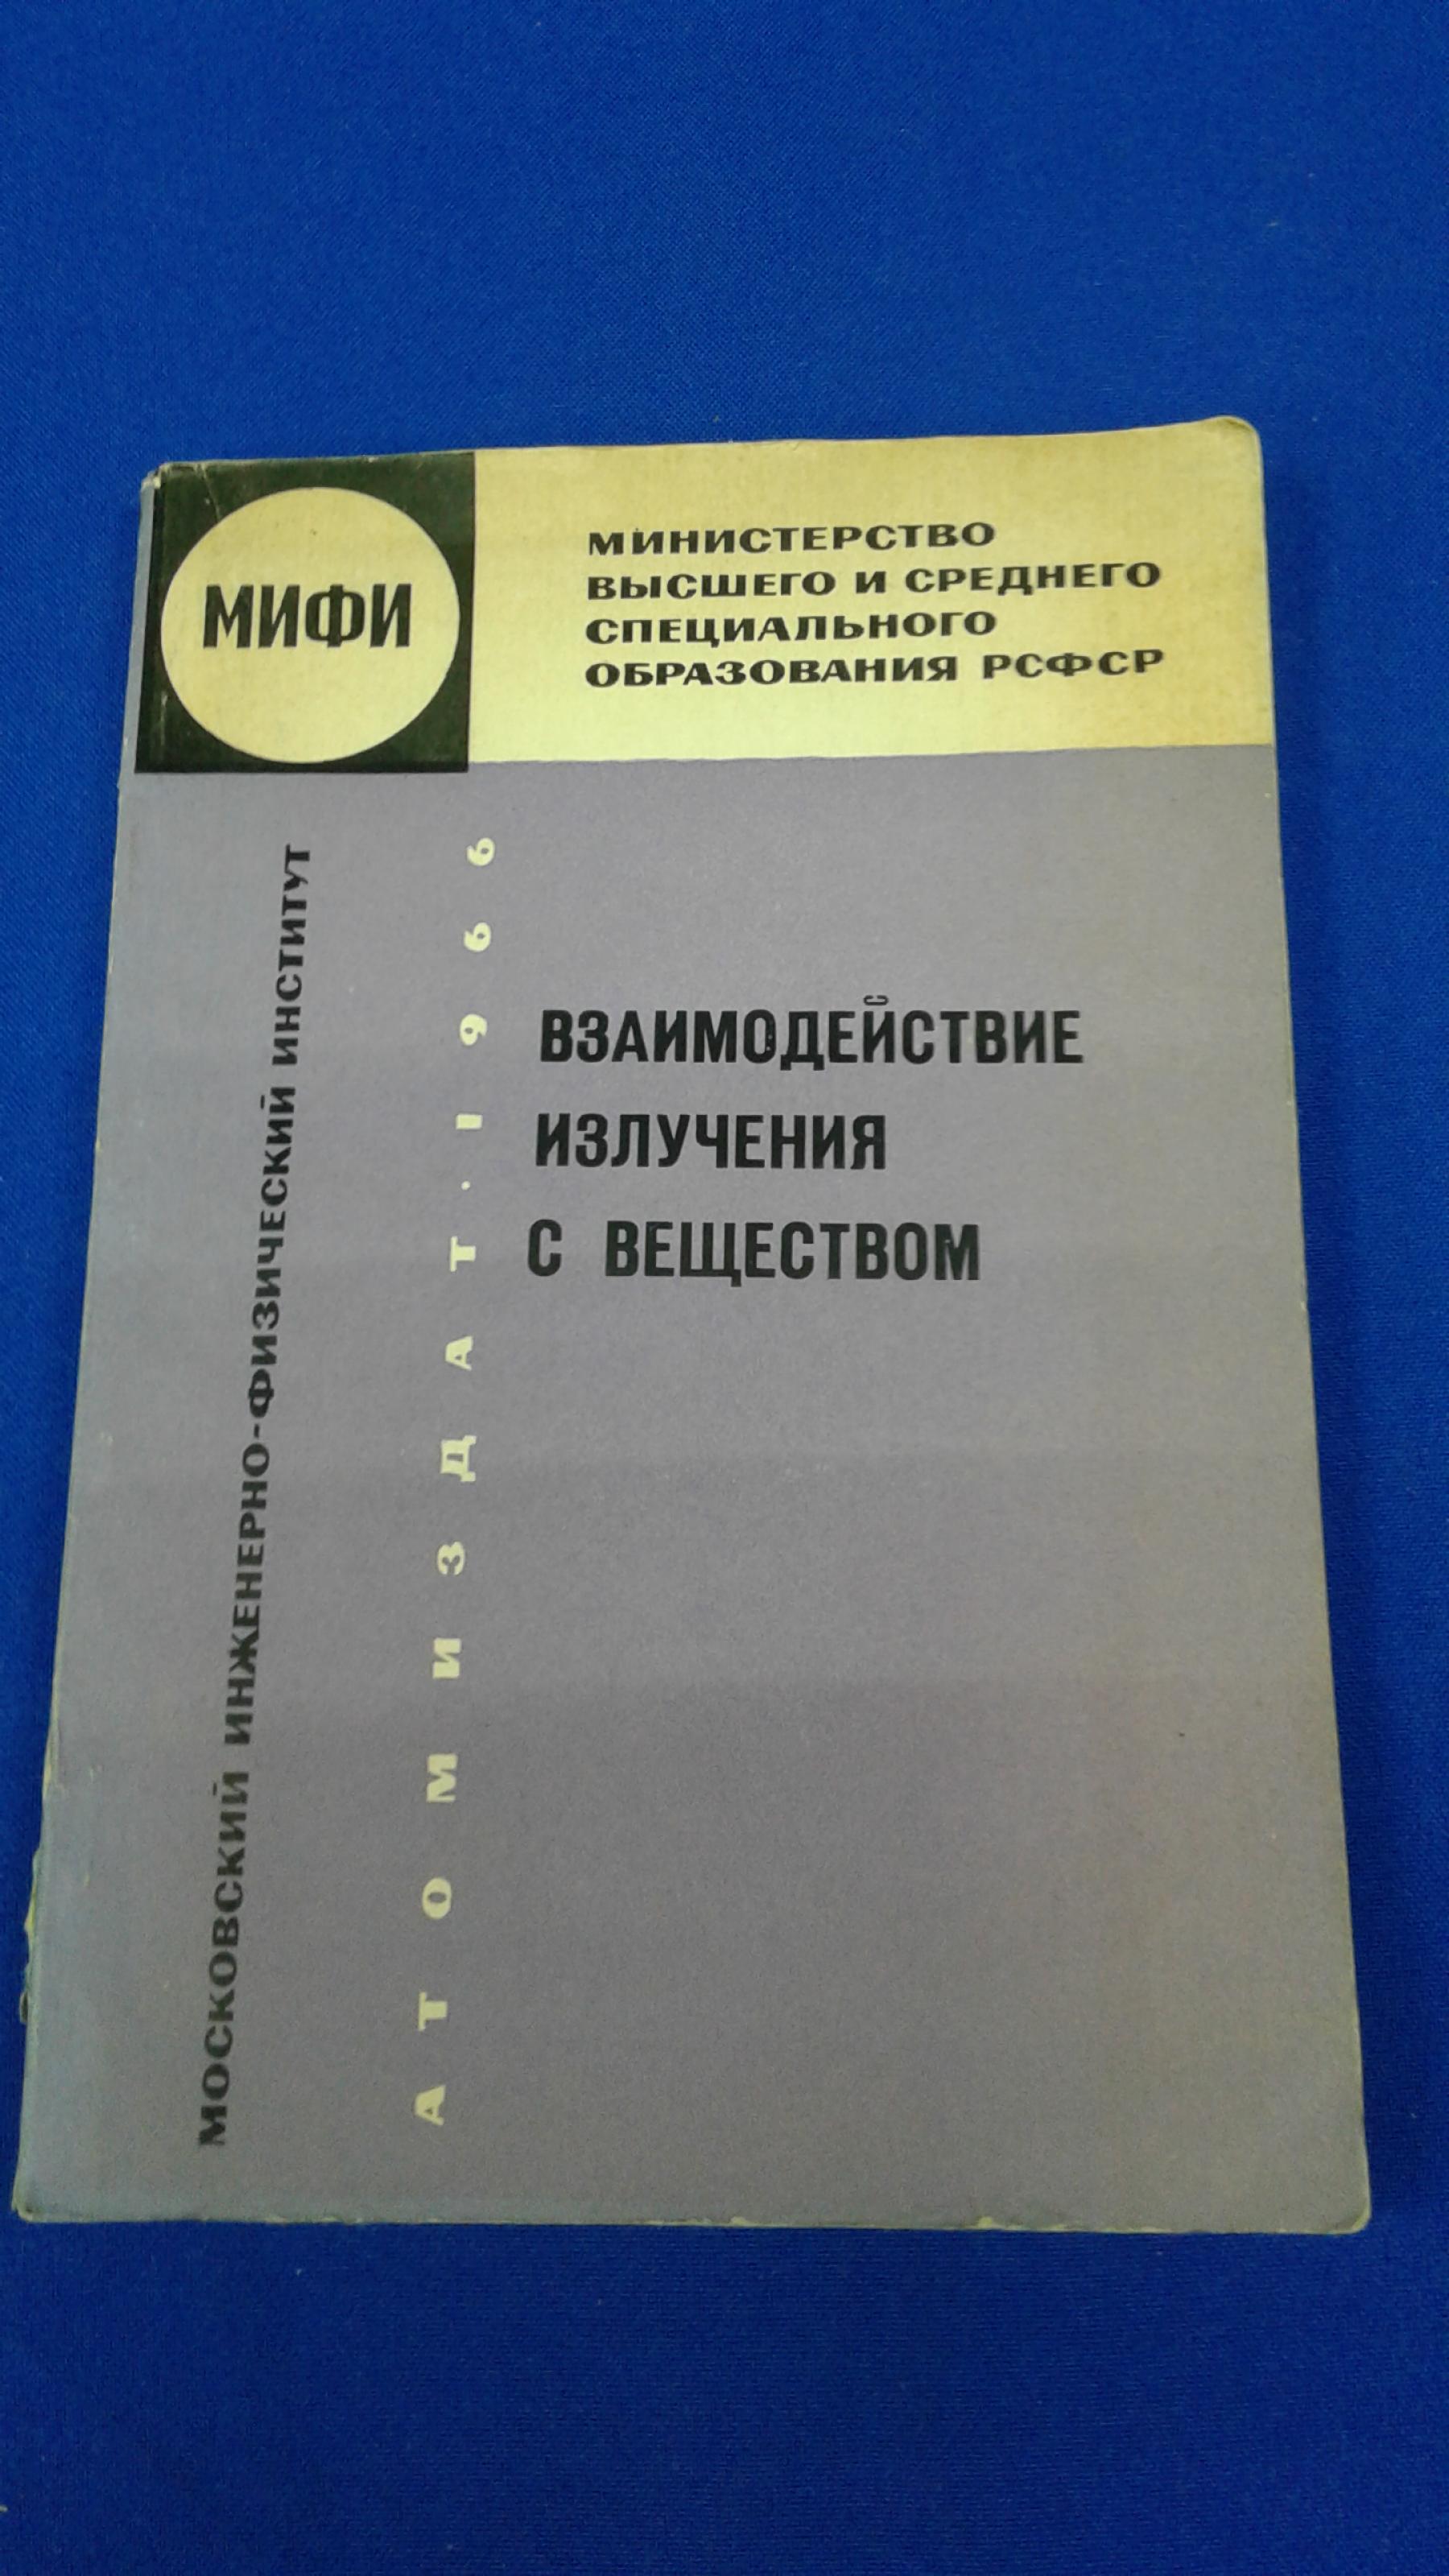 МИФИ
МИНИСТЕРСТВО
ВЫСШЕГО И СРЕДНЕГО
СПЕЦИАЛЬНОГО
ОБРАЗОВАНИЯ РСФСР
МОСКОВСКИЙ ИНЖЕНЕРНО-ФИЗИЧЕСКИЙ ИНСТИТУТ
АТОМИЗДАТ·1966
ВЗАИМОДЕЙСТВИЕ
ИЗЛУЧЕНИЯ
С ВЕЩЕСТВОМ